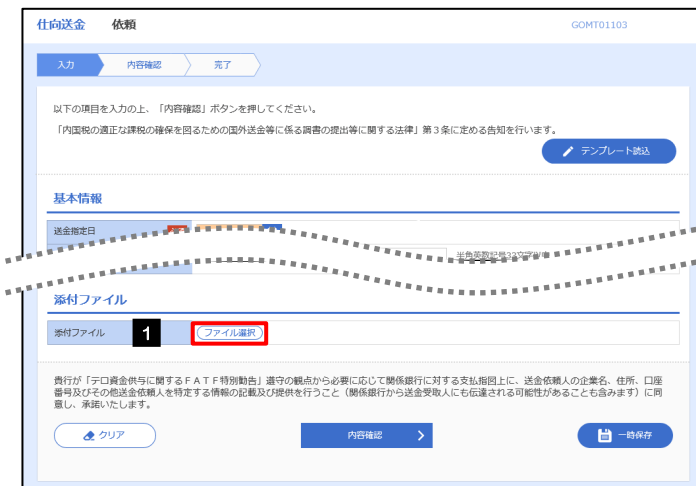 仕向送金 依頼
GOMT01103
入力 内容確認 完了
以下の項目を入力の上、「内容確認」ボタンを押してください。
「内国税の適正な課税の確保を図るための国外送金等に係る調書の提出等に関する法律」第3条に定める告知を行います。
テンプレート読込
基本情報
送金指定日
添付ファイル
添付ファイル 1 ファイル選択
貴行が「テロ資金供与に関するFATF特別勧告」遵守の観点から必要に応じて関係銀行に対する支払指図上に、送金依頼人の企業名、住所、口座
番号及びその他送金依頼人を特定する情報の記載及び提供を行うこと（関係銀行から送金受取人にも伝達される可能性があることも含みます）に同
意し、承諾いたします。
クリア 内容確認 一時保存